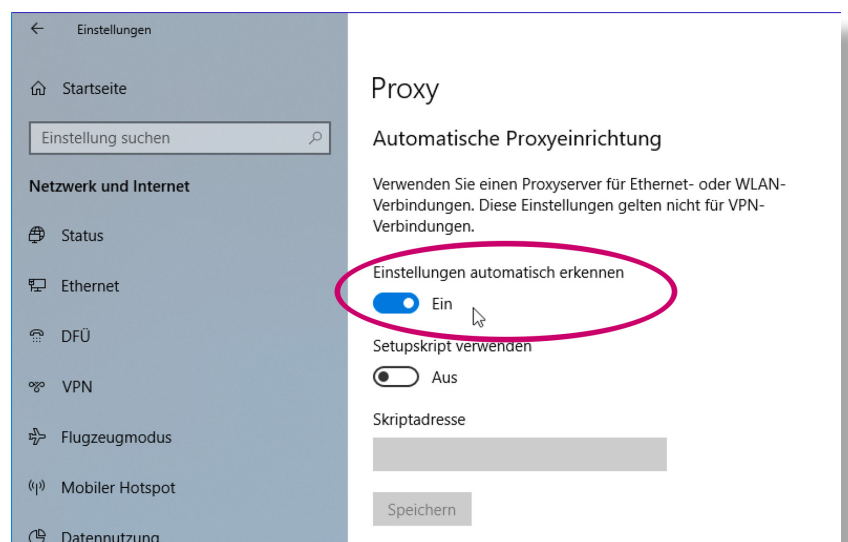 Einstellungen
Startseite
Einstellung suchen
Netzwerk und Internet
Status
Ethernet
DFÜ
VPN
Flugzeugmodus
Mobiler Hotspot
Datennutzung
Proxy
Automatische Proxyeinrichtung
Verwenden Sie einen Proxyserver für Ethernet- oder WLAN-
Verbindungen. Diese Einstellungen gelten nicht für VPN-
Verbindungen.
Einstellungen automatisch erkennen
Ein
Setupskript verwenden
Aus
Skriptadresse
Speichern